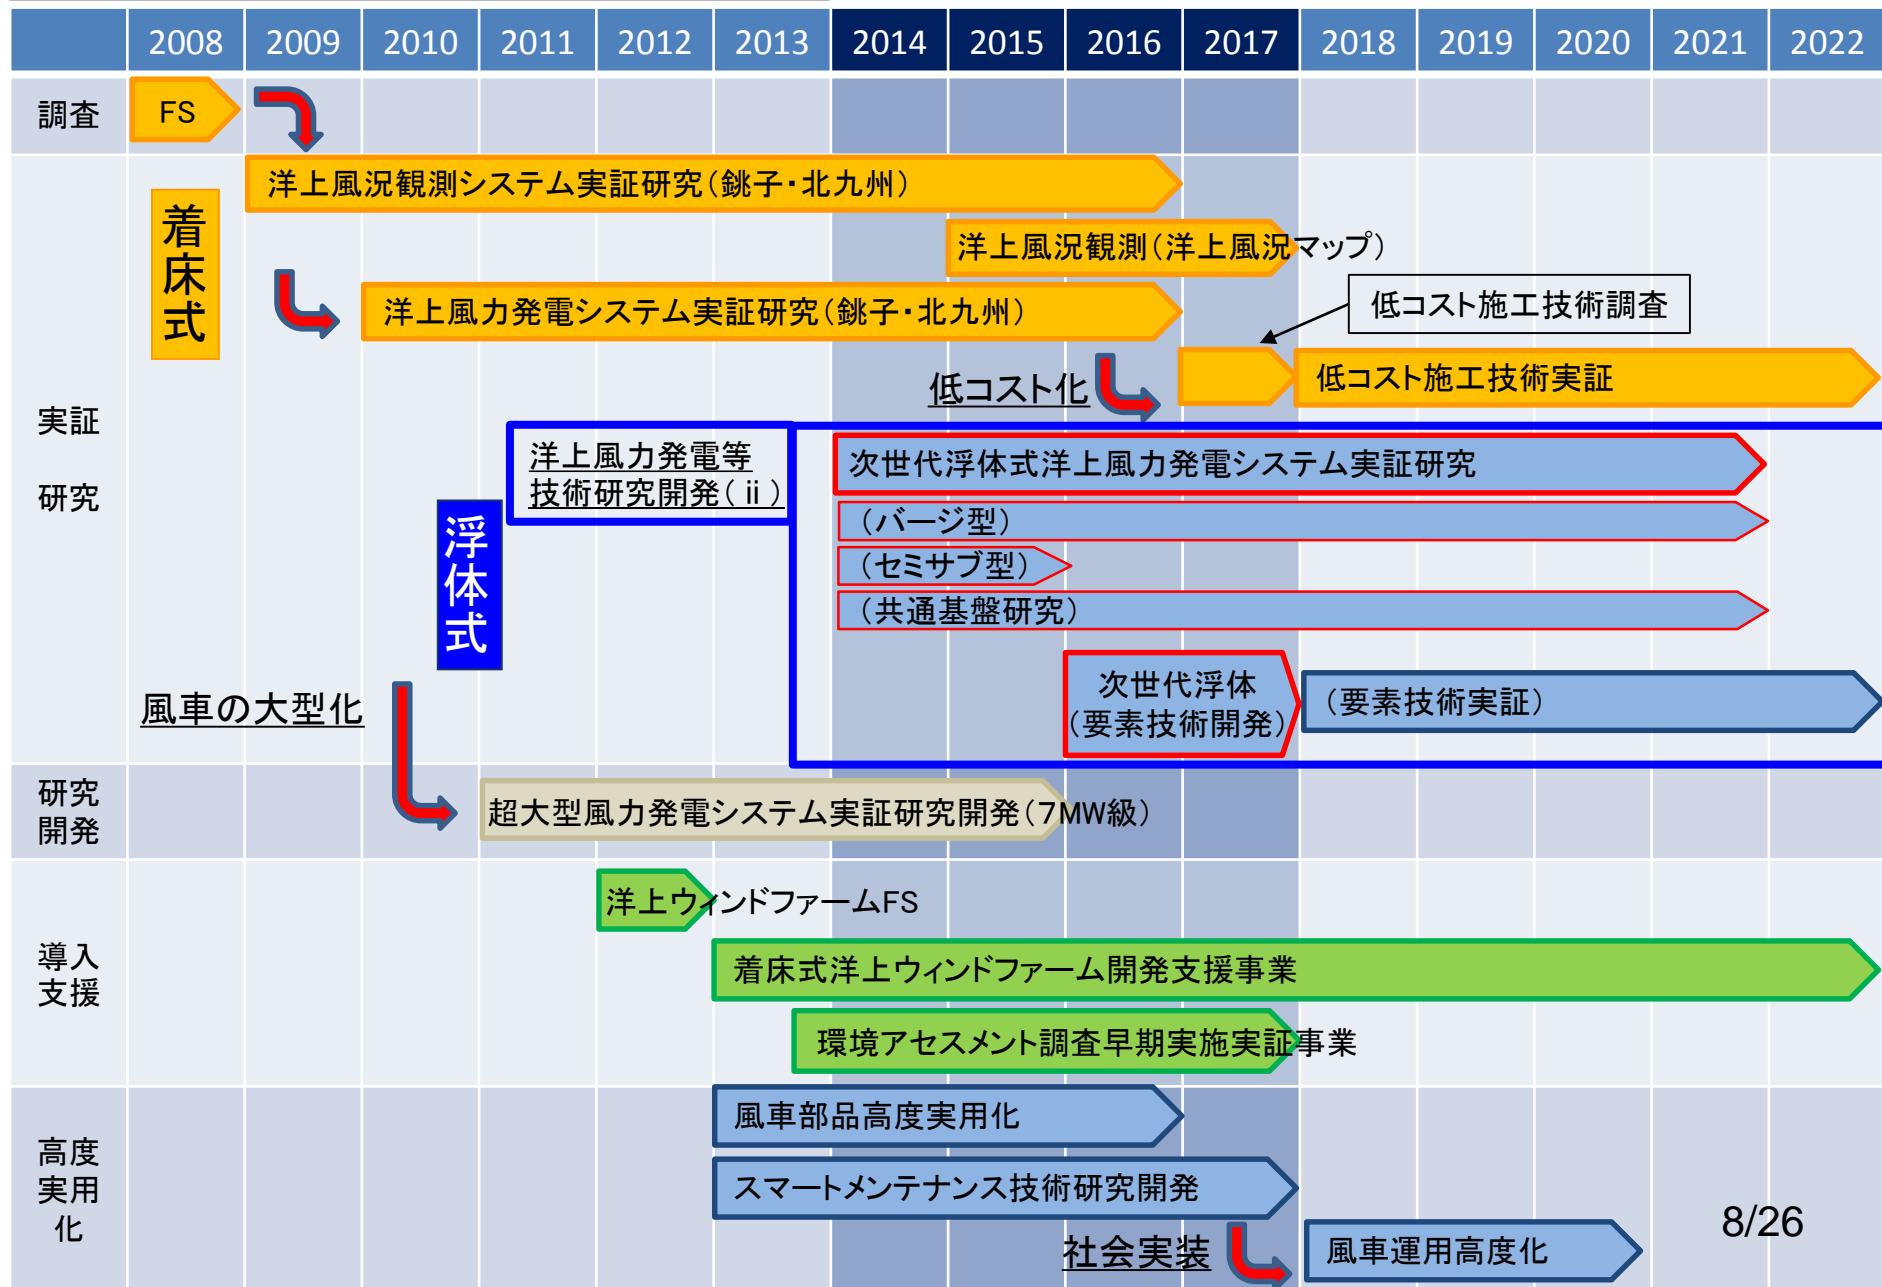 2008 2009 2010 2011 2012 2013 2014 2015 2016 2017 2018 2019 2020 2021 2022
調査
FS
洋上風況観測システム実証研究(銚子・北九州)
着床式
洋上風況観測(洋上風況マップ)
洋上風力発電システム実証研究(銚子・北九州)
低コスト施工技術調査
低コスト化
低コスト施工技術実証
実証
研究
洋上風力発電等
技術研究開発(ⅱ)
次世代浮体式洋上風力発電システム実証研究
(バージ型)
(セミサブ型)
(共通基盤研究)
浮体式
次世代浮体
(要素技術開発)
(要素技術実証)
風車の大型化
研究
開発
超大型風力発電システム実証研究開発(7MW級)
導入
支援
洋上ウィンドファームFS
着床式洋上ウィンドファーム開発支援事業
環境アセスメント調査早期実施実証事業
高度
実用
化
風車部品高度実用化
スマートメンテナンス技術研究開発
社会実装
風車運用高度化
8/26